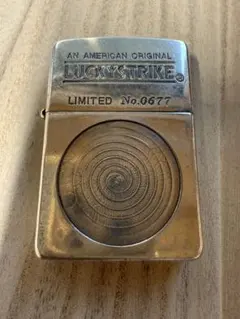 AN AMERICAN ORIGINAL
LUCKY STRIKE®
LIMITED No.0677